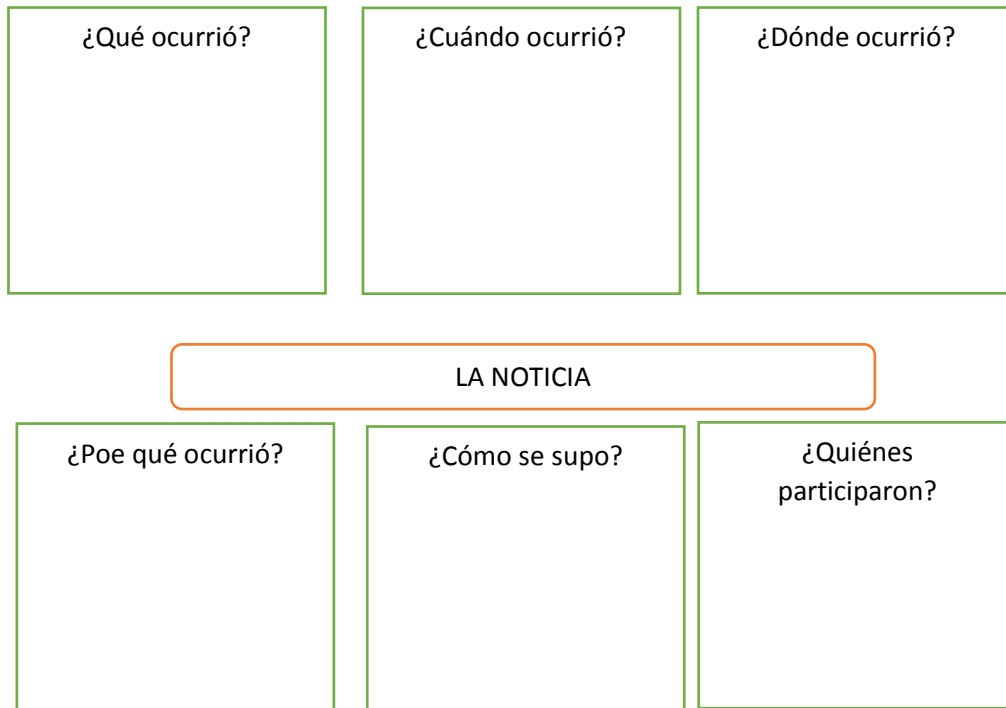 ¿Qué ocurrió?
¿Cuándo ocurrió?
¿Dónde ocurrió?
LA NOTICIA
¿Poe qué ocurrió?
¿Cómo se supo?
¿Quiénes
participaron?